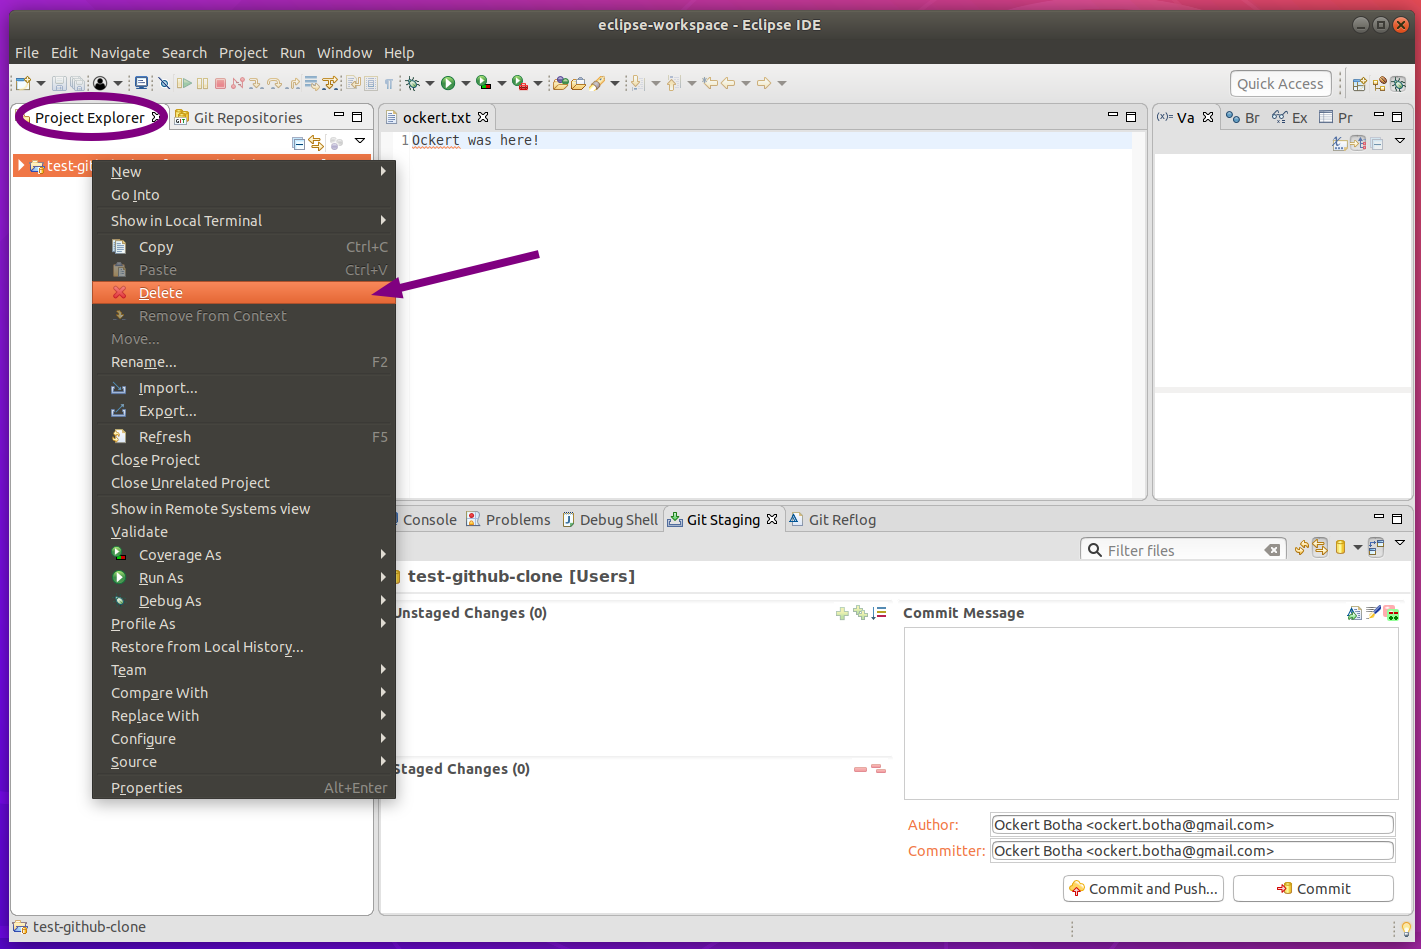 eclipse-workspace - Eclipse IDE
File Edit Navigate Search Project Run Window Help
Quick Access
Project Explorer
Git Repositories
ockert.txt
(x)= Va
Br
Ex
Pr
1 Ockert was here!
test-git
New
Go Into
Show in Local Terminal
Copy Ctrl+C
Paste Ctrl+V
Delete
Remove from Context
Move...
Rename... F2
Import...
Export...
Refresh F5
Close Project
Close Unrelated Project
Show in Remote Systems view
Validate
Coverage As
Run As
Debug As
Profile As
Restore from Local History...
Team
Compare With
Replace With
Configure
Source
Properties Alt+Enter
Console
Problems
Debug Shell
Git Staging
Git Reflog
Filter files
test-github-clone [Users]
Unstaged Changes (0)
Staged Changes (0)
Commit Message
Author: Ockert Botha <ockert.botha@gmail.com>
Committer: Ockert Botha <ockert.botha@gmail.com>
Commit and Push...
Commit
test-github-clone